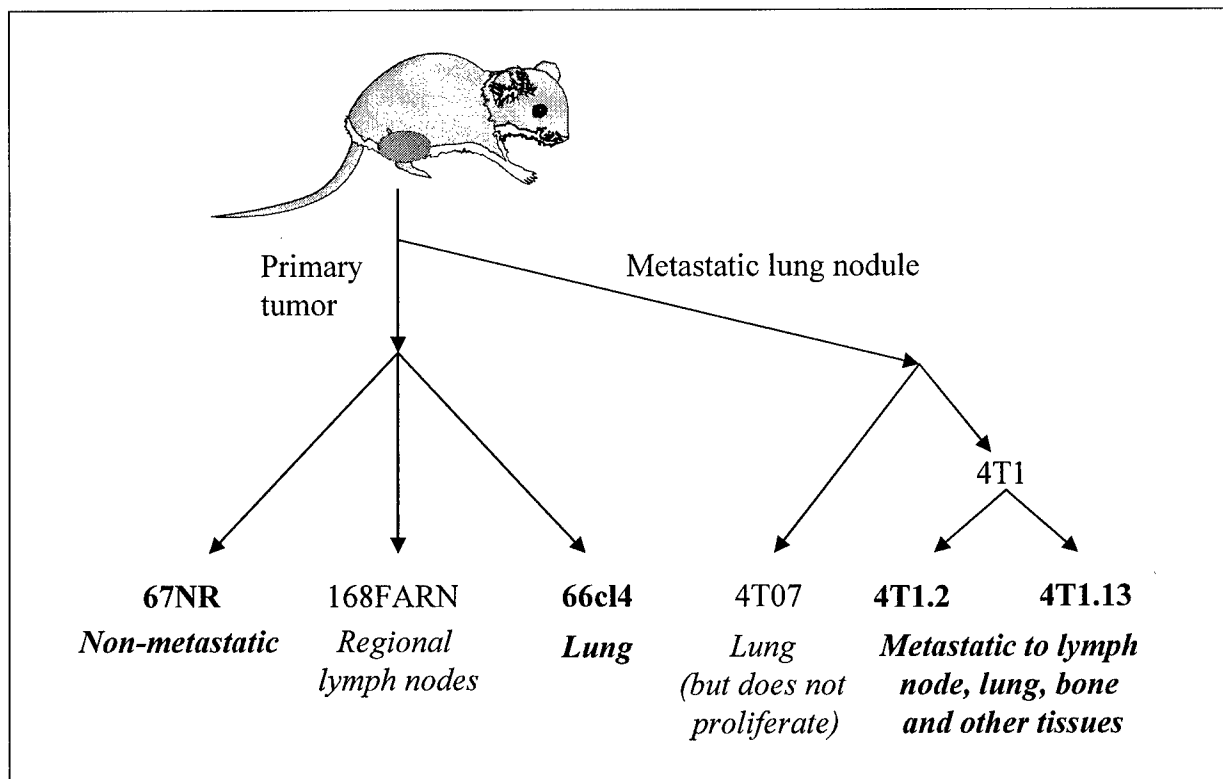 Primary
tumor
Metastatic lung nodule
4T1
67NR
Non-metastatic
168FARN
Regional
lymph nodes
66cl4
Lung
4T07
Lung
(but does not
proliferate)
4T1.2 4T1.13
Metastatic to lymph
node, lung, bone
and other tissues